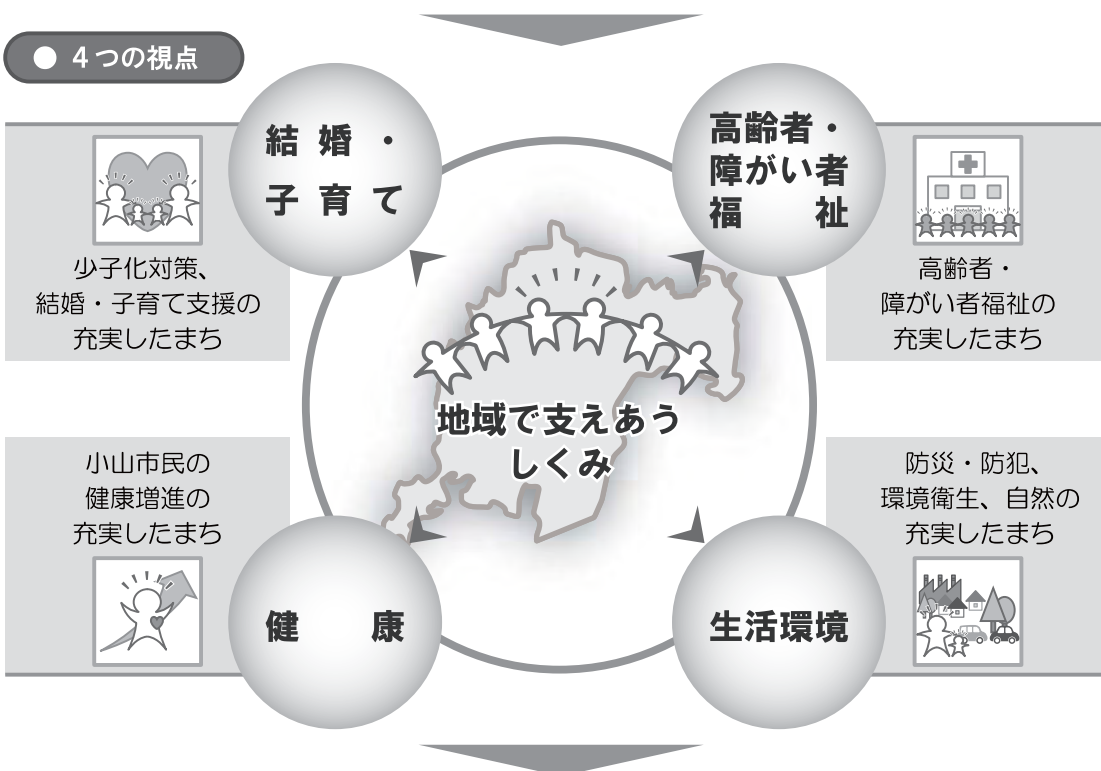 ● 4つの視点
結婚・
子育て
少子化対策、
結婚・子育て支援の
充実したまち
高齢者・
障がい者
福祉
高齢者・
障がい者福祉の
充実したまち
地域で支えあう
しくみ
小山市民の
健康増進の
充実したまち
健康
防災・防犯、
環境衛生、自然の
充実したまち
生活環境